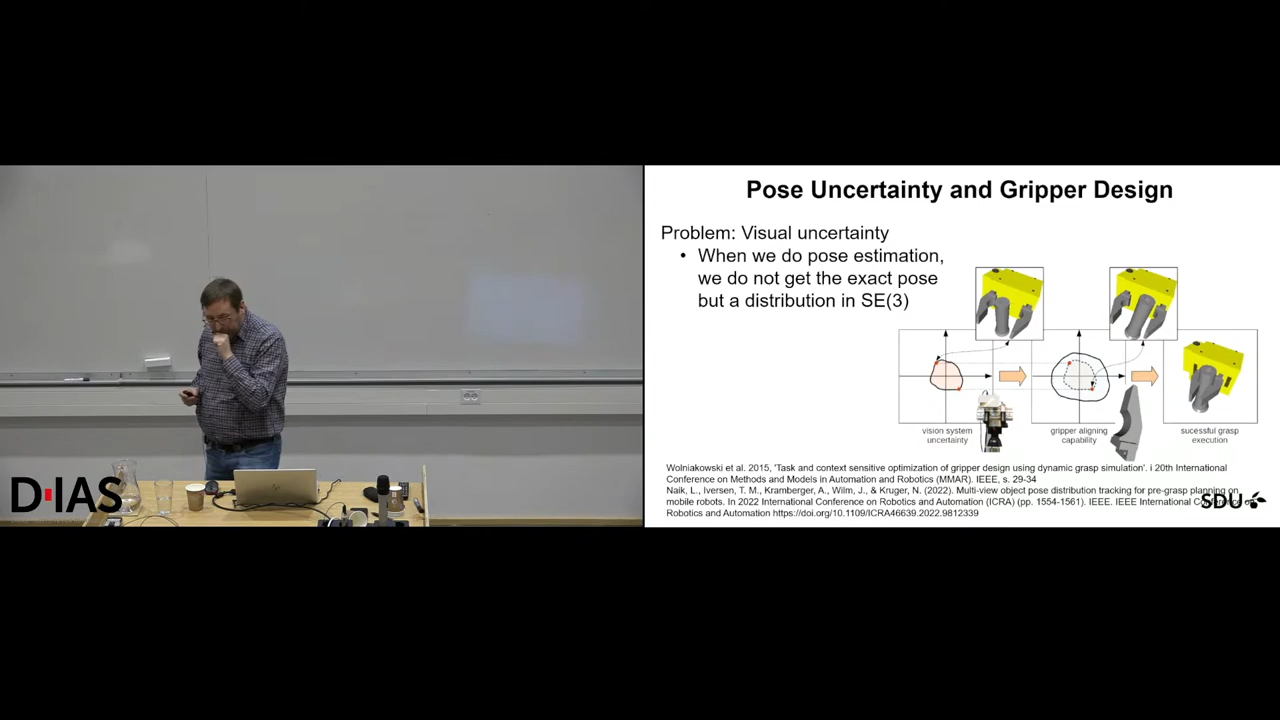 Pose Uncertainty and Gripper Design
Problem: Visual uncertainty
• When we do pose estimation,
we do not get the exact pose
but a distribution in SE(3)
vision system
uncertainty
gripper aligning
capability
sucessful grasp
execution
Wolniakowski et al. 2015, 'Task and context sensitive optimization of gripper design using dynamic grasp simulation'. i 20th International
Conference on Methods and Models in Automation and Robotics (MMAR). IEEE, s. 29-34
Naik, L., Iversen, T. M., Kramberger, A., Wilm, J., & Kruger, N. (2022). Multi-view object pose distribution tracking for pre-grasp planning on
mobile robots. In 2022 International Conference on Robotics and Automation (ICRA) (pp. 1554-1561). IEEE. IEEE International Conference on
Robotics and Automation https://doi.org/10.1109/ICRA46639.2022.9812339
SDU
D-IAS